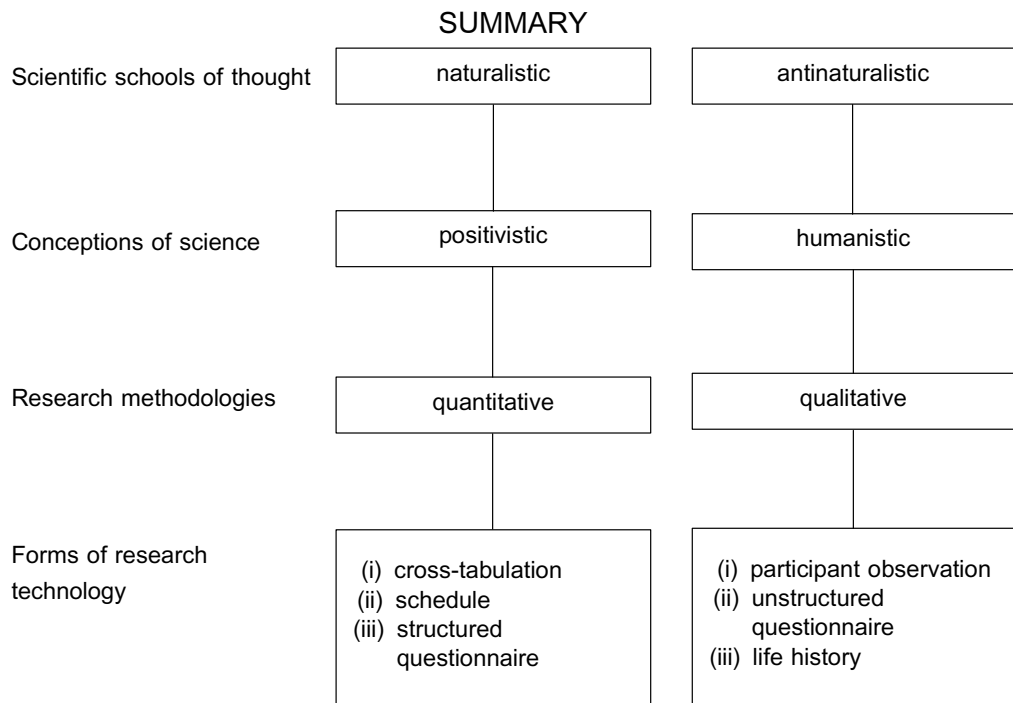 SUMMARY
Scientific schools of thought
naturalistic
antinaturalistic
Conceptions of science
positivistic
humanistic
Research methodologies
quantitative
qualitative
Forms of research
technology
(i) cross-tabulation
(ii) schedule
(iii) structured
questionnaire
(i) participant observation
(ii) unstructured
questionnaire
(iii) life history